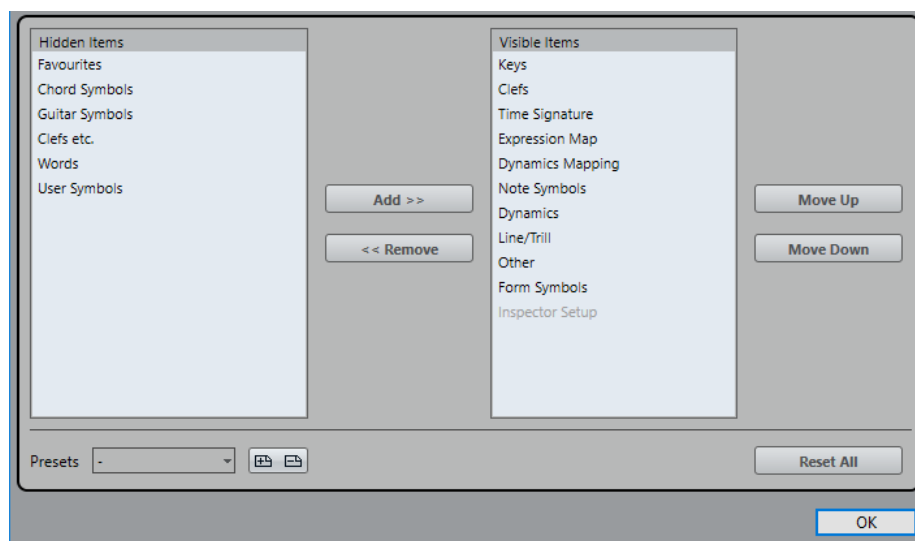 Hidden Items
Favourites
Chord Symbols
Guitar Symbols
Clefs etc.
Words
User Symbols
Add >>
<< Remove
Visible Items
Keys
Clefs
Time Signature
Expression Map
Dynamics Mapping
Note Symbols
Dynamics
Line/Trill
Other
Form Symbols
Inspector Setup
Move Up
Move Down
Presets -
Reset All
OK